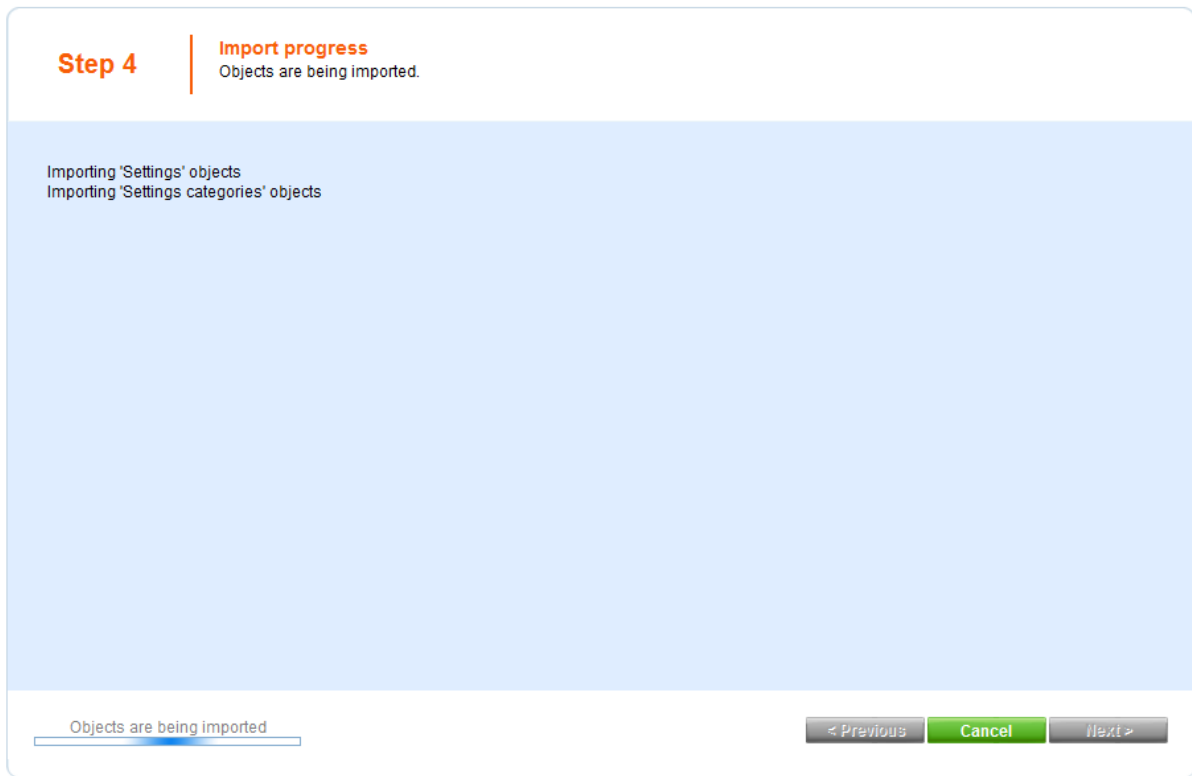 Step 4
Import progress
Objects are being imported.
Importing 'Settings' objects
Importing 'Settings categories' objects
Objects are being imported
< Previous
Cancel
Next >